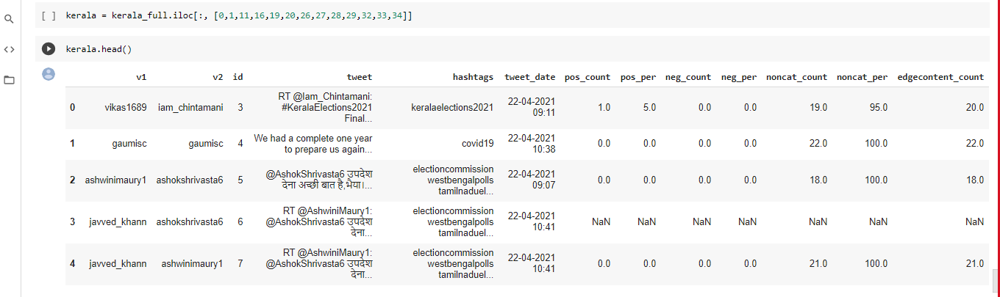 [ ] kerala = kerala_full.iloc[:, [0,1,11,16,19,20,26,27,28,29,32,33,34]]
kerala.head()
v1 v2 id tweet hashtags tweet_date pos_count pos_per neg_count neg_per noncat_count noncat_per edgecontent_count
0 vikas1689 iam_chintamani 3 RT @Iam_Chintamani: #KeralaElections2021 Final... keralaelections2021 22-04-2021 09:11 1.0 5.0 0.0 0.0 19.0 95.0 20.0
1 gaumisc gaumisc 4 We had a complete one year to prepare us again... covid19 22-04-2021 10:38 0.0 0.0 0.0 0.0 22.0 100.0 22.0
2 ashwinimaury1 ashokshrivasta6 5 @AshokShrivasta6 उपदेश देना अच्छी बात है,भैया।... electioncommission westbengalpolls tamilnaduel... 22-04-2021 09:07 0.0 0.0 0.0 0.0 18.0 100.0 18.0
3 javved_khann ashokshrivasta6 6 RT @AshwiniMaury1: @AshokShrivasta6 उपदेश देना... electioncommission westbengalpolls tamilnaduel... 22-04-2021 10:41 NaN NaN NaN NaN NaN NaN NaN
4 javved_khann ashwinimaury1 7 RT @AshwiniMaury1: @AshokShrivasta6 उपदेश देना... electioncommission westbengalpolls tamilnaduel... 22-04-2021 10:41 0.0 0.0 0.0 0.0 21.0 100.0 21.0